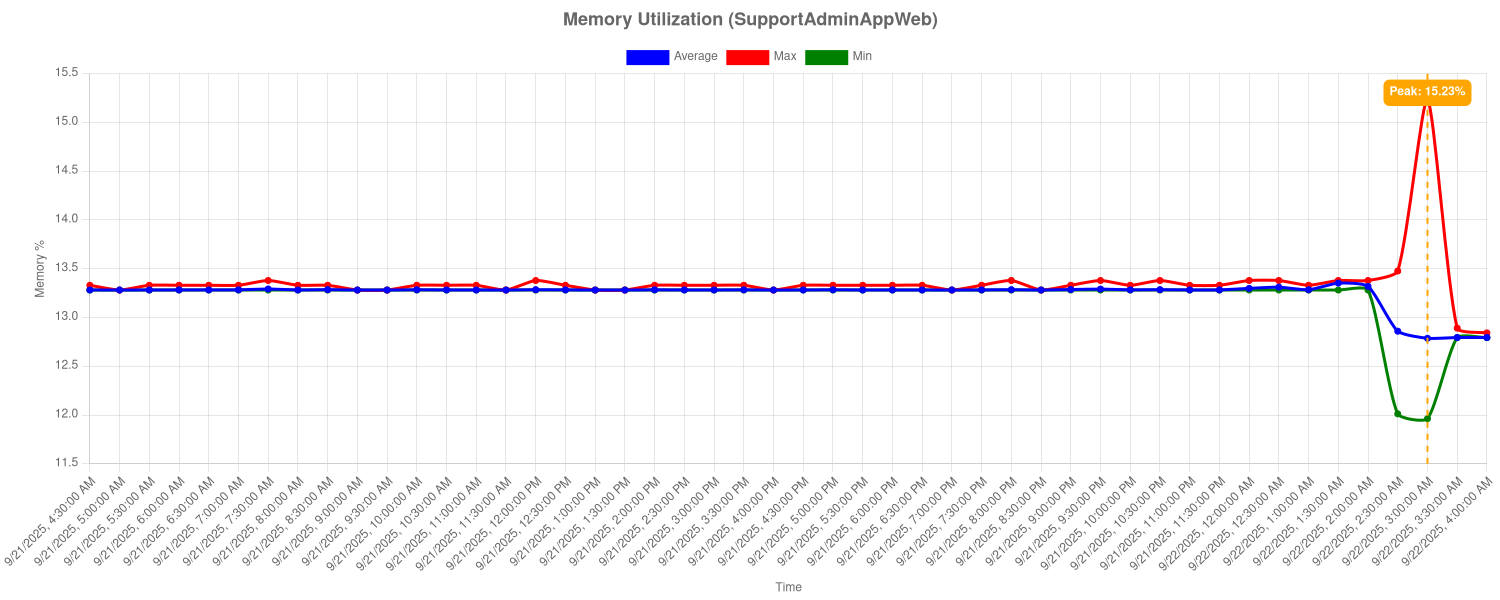 Memory Utilization (SupportAdminAppWeb)
Average Max Min
Peak: 15.23%
15.5
15.0
14.5
14.0
13.5
13.0
12.5
12.0
11.5
Memory %
9/21/2025, 4:30:00 AM
9/21/2025, 5:00:00 AM
9/21/2025, 5:30:00 AM
9/21/2025, 6:00:00 AM
9/21/2025, 6:30:00 AM
9/21/2025, 7:00:00 AM
9/21/2025, 7:30:00 AM
9/21/2025, 8:00:00 AM
9/21/2025, 8:30:00 AM
9/21/2025, 9:00:00 AM
9/21/2025, 9:30:00 AM
9/21/2025, 10:00:00 AM
9/21/2025, 10:30:00 AM
9/21/2025, 11:00:00 AM
9/21/2025, 11:30:00 AM
9/21/2025, 12:00:00 PM
9/21/2025, 12:30:00 PM
9/21/2025, 1:00:00 PM
9/21/2025, 1:30:00 PM
9/21/2025, 2:00:00 PM
9/21/2025, 2:30:00 PM
9/21/2025, 3:00:00 PM
9/21/2025, 3:30:00 PM
9/21/2025, 4:00:00 PM
9/21/2025, 4:30:00 PM
9/21/2025, 5:00:00 PM
9/21/2025, 5:30:00 PM
9/21/2025, 6:00:00 PM
9/21/2025, 6:30:00 PM
9/21/2025, 7:00:00 PM
9/21/2025, 7:30:00 PM
9/21/2025, 8:00:00 PM
9/21/2025, 8:30:00 PM
9/21/2025, 9:00:00 PM
9/21/2025, 9:30:00 PM
9/21/2025, 10:00:00 PM
9/21/2025, 10:30:00 PM
9/21/2025, 11:00:00 PM
9/21/2025, 11:30:00 PM
9/22/2025, 12:00:00 AM
9/22/2025, 12:30:00 AM
9/22/2025, 1:00:00 AM
9/22/2025, 1:30:00 AM
9/22/2025, 2:00:00 AM
9/22/2025, 2:30:00 AM
9/22/2025, 3:00:00 AM
9/22/2025, 3:30:00 AM
9/22/2025, 4:00:00 AM
Time